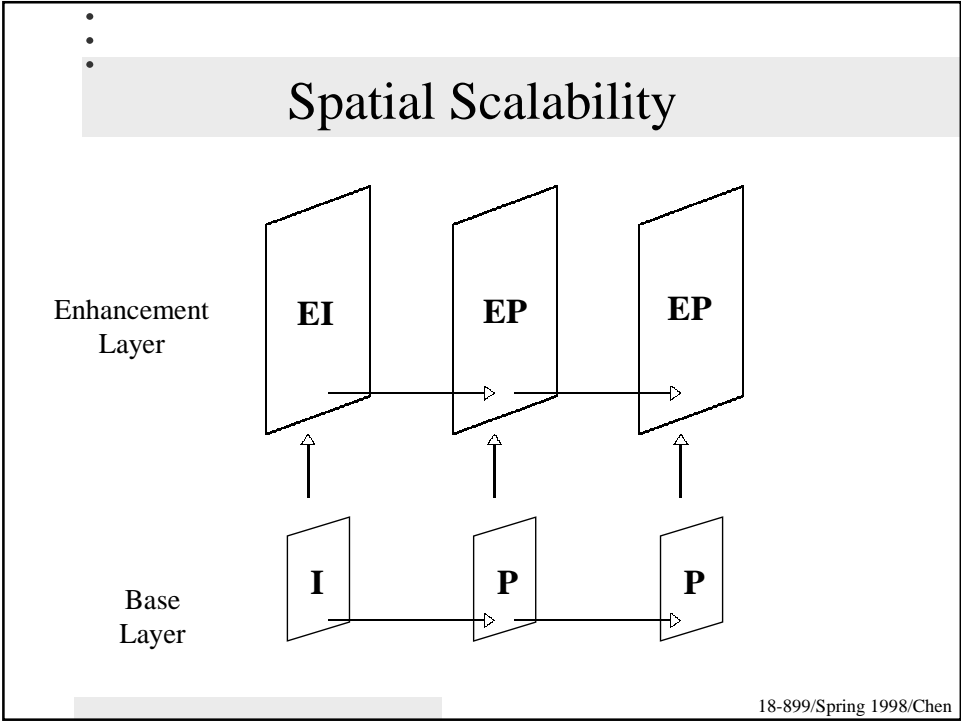 Spatial Scalability
Enhancement
Layer
EI
EP
EP
Base
Layer
I
P
P
18-899/Spring 1998/Chen